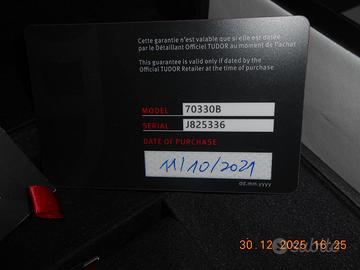 Cette garantie n'est valable que si elle est datée
par le Détaillant Officiel TUDOR au moment de l'achat
This guarantee is valid only if dated by the
Official TUDOR Retailer at the time of purchase
MODEL 70330B
SERIAL J825336
DATE OF PURCHASE
11/10/2021
dd.mm.yyyy
subito
30.12.2025 16:25